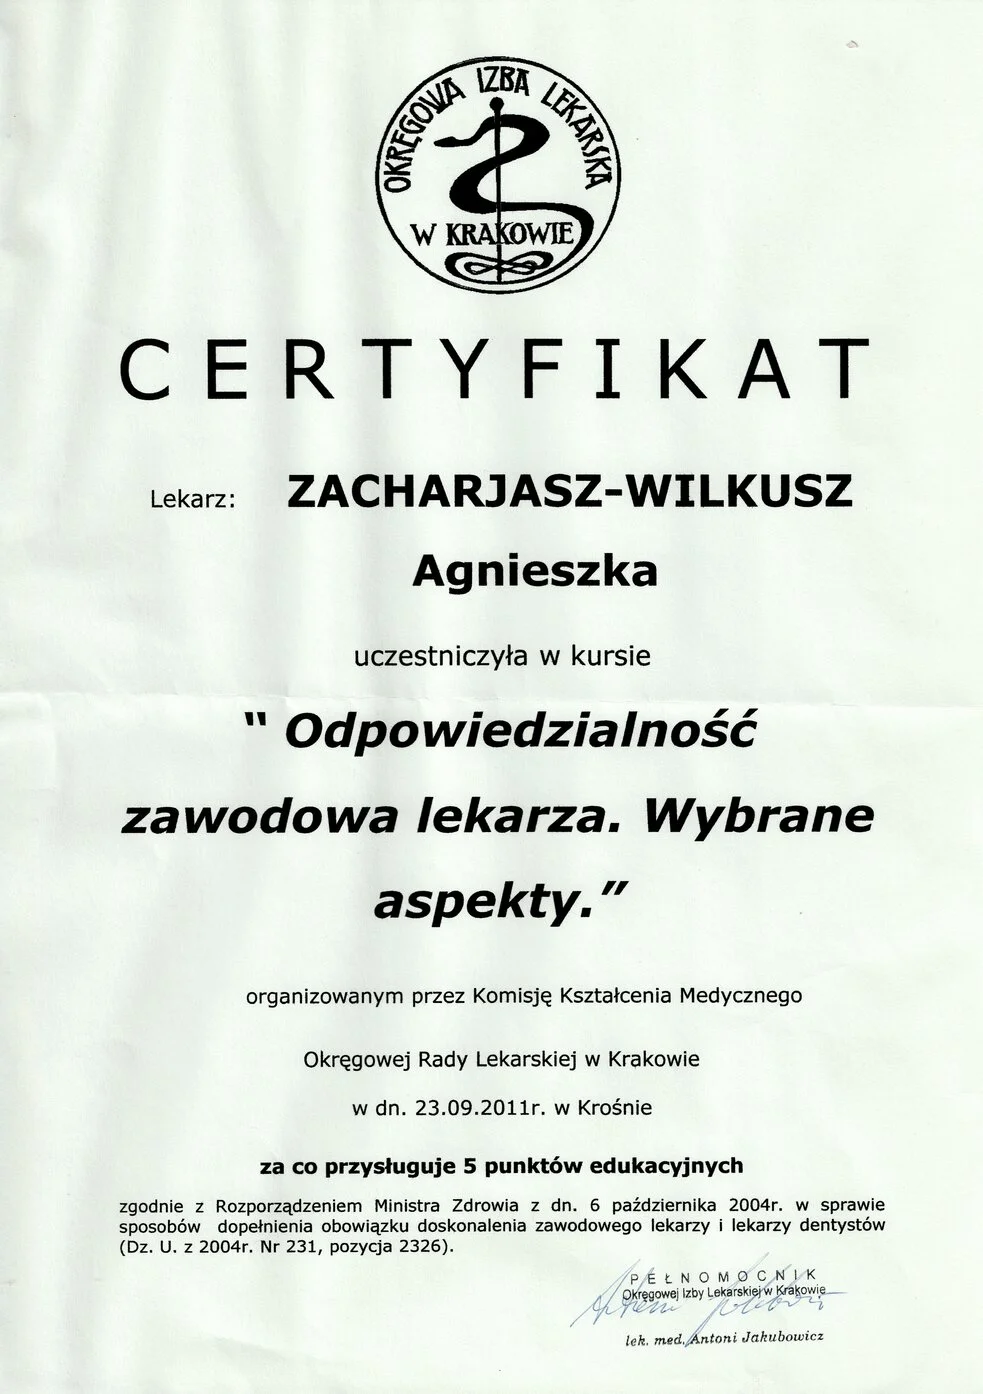 OKRĘGOWA IZBA LEKARSKA
W KRAKOWIE
CERTYFIKAT
Lekarz: ZACHARJASZ-WILKUSZ
Agnieszka
uczestniczyła w kursie
“ Odpowiedzialność
zawodowa lekarza. Wybrane
aspekty.”
organizowanym przez Komisję Kształcenia Medycznego
Okręgowej Rady Lekarskiej w Krakowie
w dn. 23.09.2011r. w Krośnie
za co przysługuje 5 punktów edukacyjnych
zgodnie z Rozporządzeniem Ministra Zdrowia z dn. 6 października 2004r. w sprawie
sposobów dopełnienia obowiązku doskonalenia zawodowego lekarzy i lekarzy dentystów
(Dz. U. z 2004r. Nr 231, pozycja 2326).
PEŁNOMOCNIK
Okręgowej Izby Lekarskiej w Krakowie
lek. med. Antoni Jakubowicz